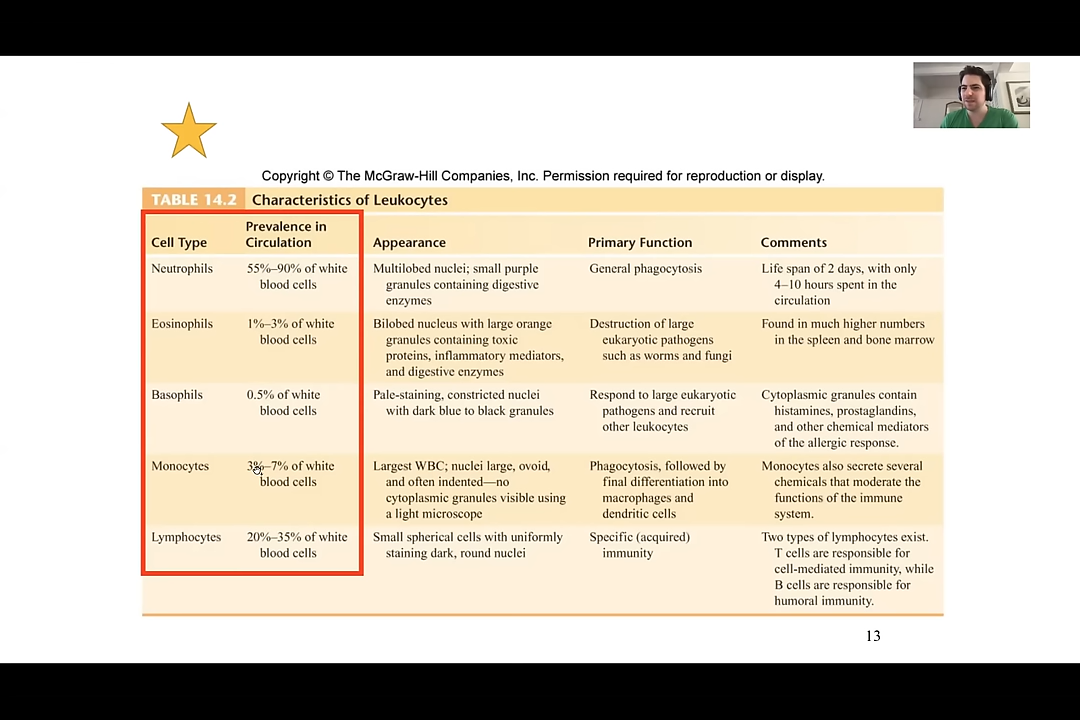 Copyright © The McGraw-Hill Companies, Inc. Permission required for reproduction or display.
TABLE 14.2 Characteristics of Leukocytes
Cell Type
Prevalence in
Circulation
Appearance
Primary Function
Comments
Neutrophils
55%–90% of white
blood cells
Multilobed nuclei; small purple
granules containing digestive
enzymes
General phagocytosis
Life span of 2 days, with only
4–10 hours spent in the
circulation
Eosinophils
1%–3% of white
blood cells
Bilobed nucleus with large orange
granules containing toxic
proteins, inflammatory mediators,
and digestive enzymes
Destruction of large
eukaryotic pathogens
such as worms and fungi
Found in much higher numbers
in the spleen and bone marrow
Basophils
0.5% of white
blood cells
Pale-staining, constricted nuclei
with dark blue to black granules
Respond to large eukaryotic
pathogens and recruit
other leukocytes
Cytoplasmic granules contain
histamines, prostaglandins,
and other chemical mediators
of the allergic response.
Monocytes
3%–7% of white
blood cells
Largest WBC; nuclei large, ovoid,
and often indented—no
cytoplasmic granules visible using
a light microscope
Phagocytosis, followed by
final differentiation into
macrophages and
dendritic cells
Monocytes also secrete several
chemicals that moderate the
functions of the immune
system.
Lymphocytes
20%–35% of white
blood cells
Small spherical cells with uniformly
staining dark, round nuclei
Specific (acquired)
immunity
Two types of lymphocytes exist.
T cells are responsible for
cell-mediated immunity, while
B cells are responsible for
humoral immunity.
13